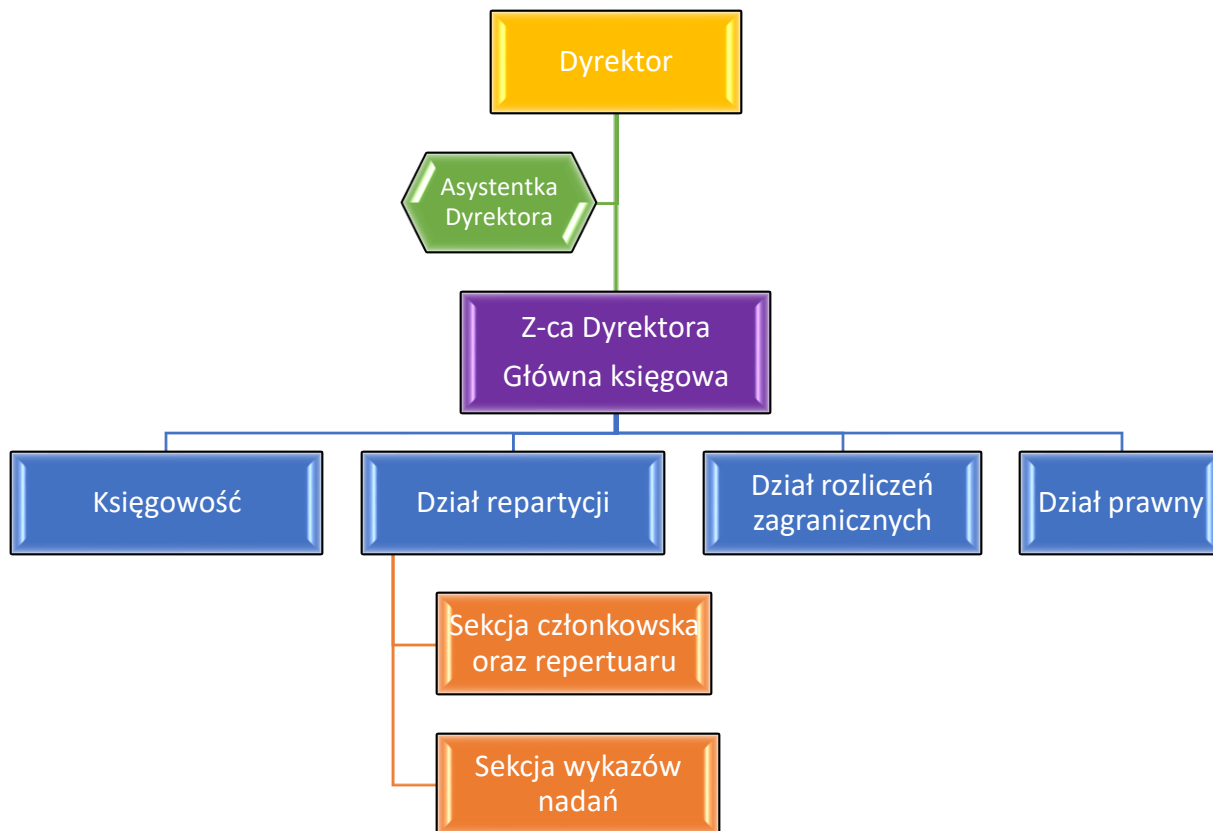 Dyrektor
Asystentka
Dyrektora
Z-ca Dyrektora
Główna księgowa
Księgowość
Dział repartycji
Dział rozliczeń
zagranicznych
Dział prawny
Sekcja członkowska
oraz repertuaru
Sekcja wykazów
nadań